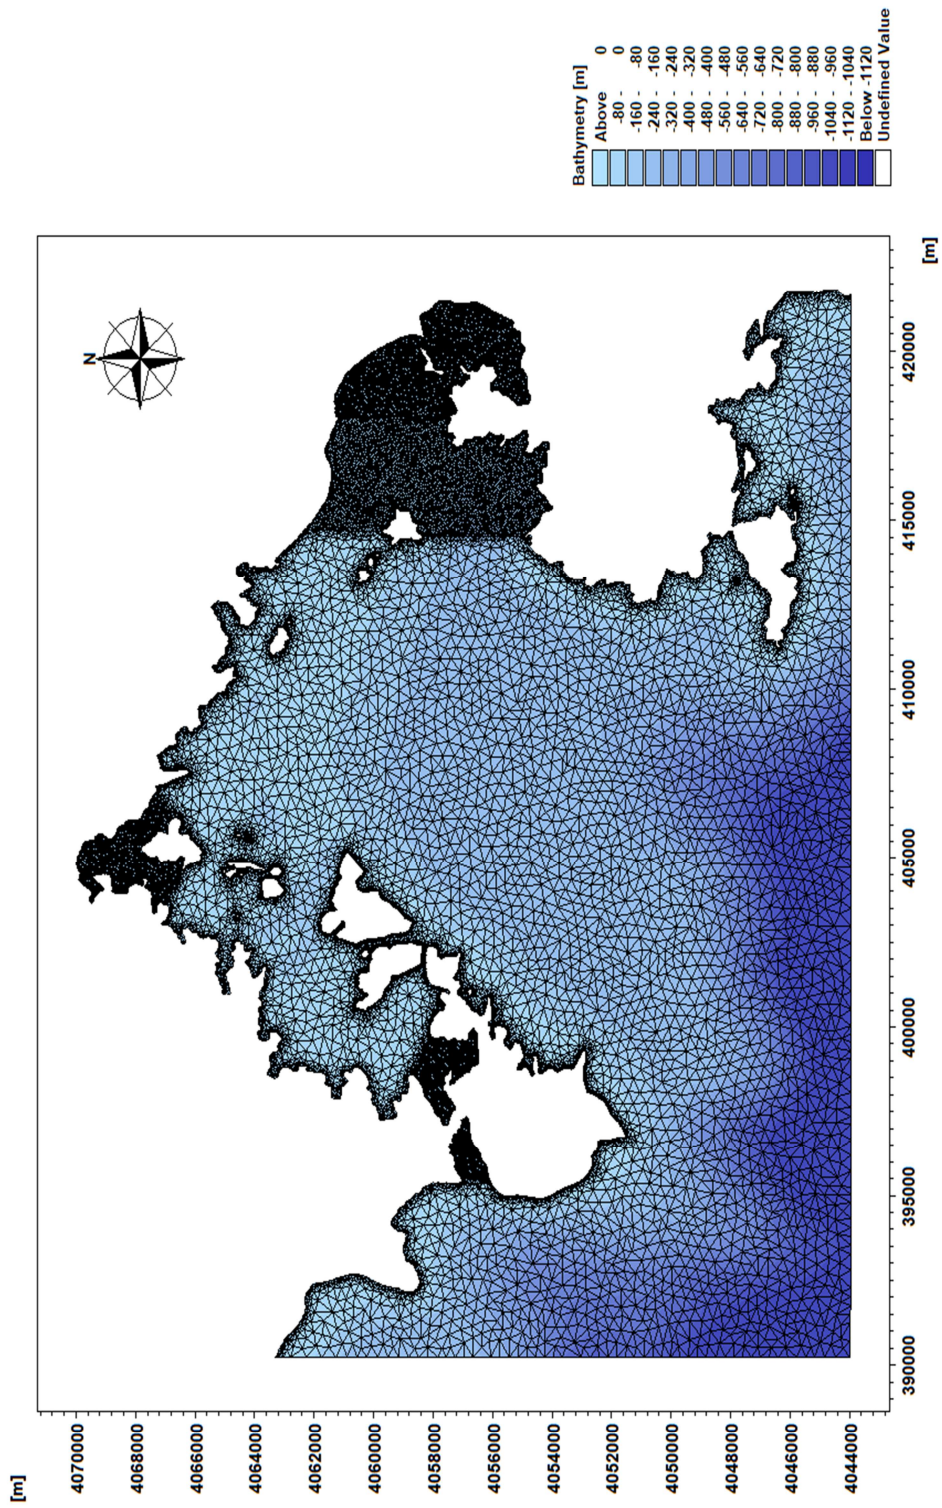 [m]
4070000
4068000
4066000
4064000
4062000
4060000
4058000
4056000
4054000
4052000
4050000
4048000
4046000
4044000
390000
395000
400000
405000
410000
415000
420000
[m]
N
Bathymetry [m]
Above 0
-80 - 0
-160 - -80
-240 - -160
-320 - -240
-400 - -320
-480 - -400
-560 - -480
-640 - -560
-720 - -640
-800 - -720
-880 - -800
-960 - -880
-1040 - -960
-1120 - -1040
Below -1120
Undefined Value